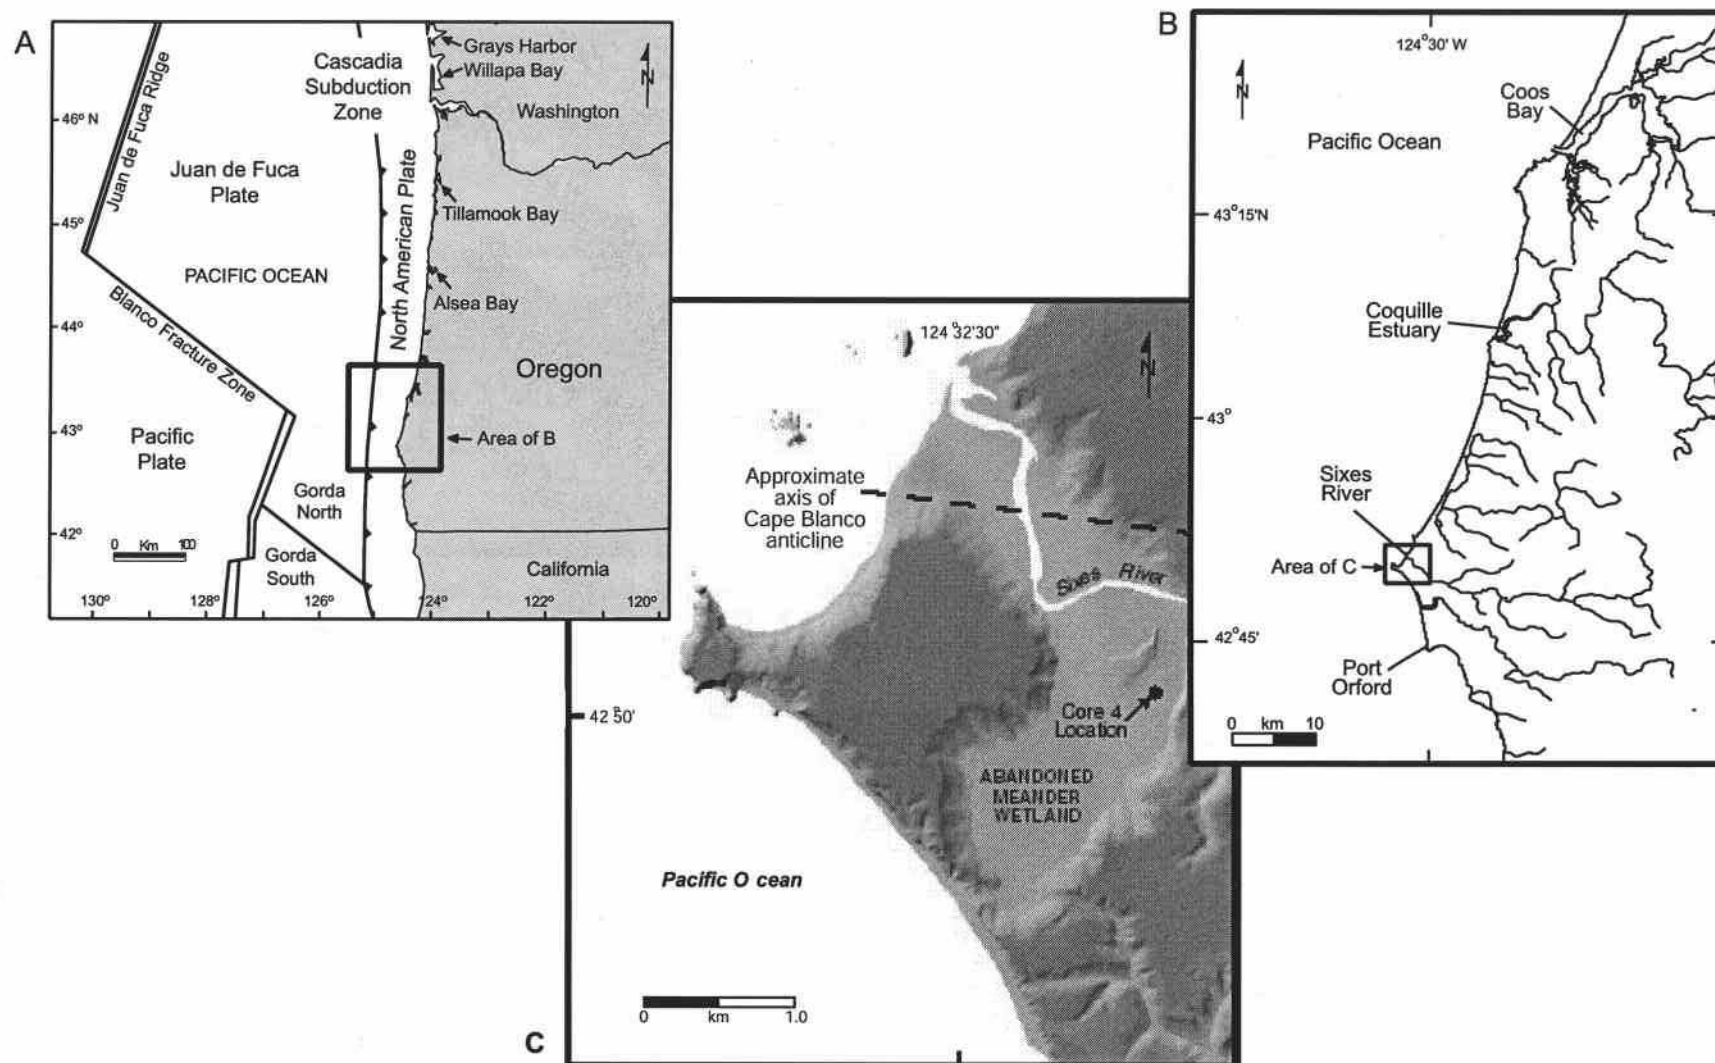 A
Grays Harbor
Willapa Bay
Cascadia
Subduction
Zone
N
Washington
46° N
Juan de Fuca Ridge
Juan de Fuca
Plate
North American Plate
Tillamook Bay
45°
PACIFIC OCEAN
Alsea Bay
Blanco Fracture Zone
44°
Oregon
Pacific
Plate
43°
Area of B
Gorda
North
42°
0 Km 100
Gorda
South
California
130° 128° 126° 124° 122° 120°
B
124°30' W
N
Coos
Bay
Pacific Ocean
43°15'N
Coquille
Estuary
43°
Sixes
River
Area of C
42°45'
Port
Orford
0 km 10
124°32'30"
N
Approximate
axis of
Cape Blanco
anticline
Sixes River
42°50'
Core 4
Location
ABANDONED
MEANDER
WETLAND
Pacific O cean
0 km 1.0
C